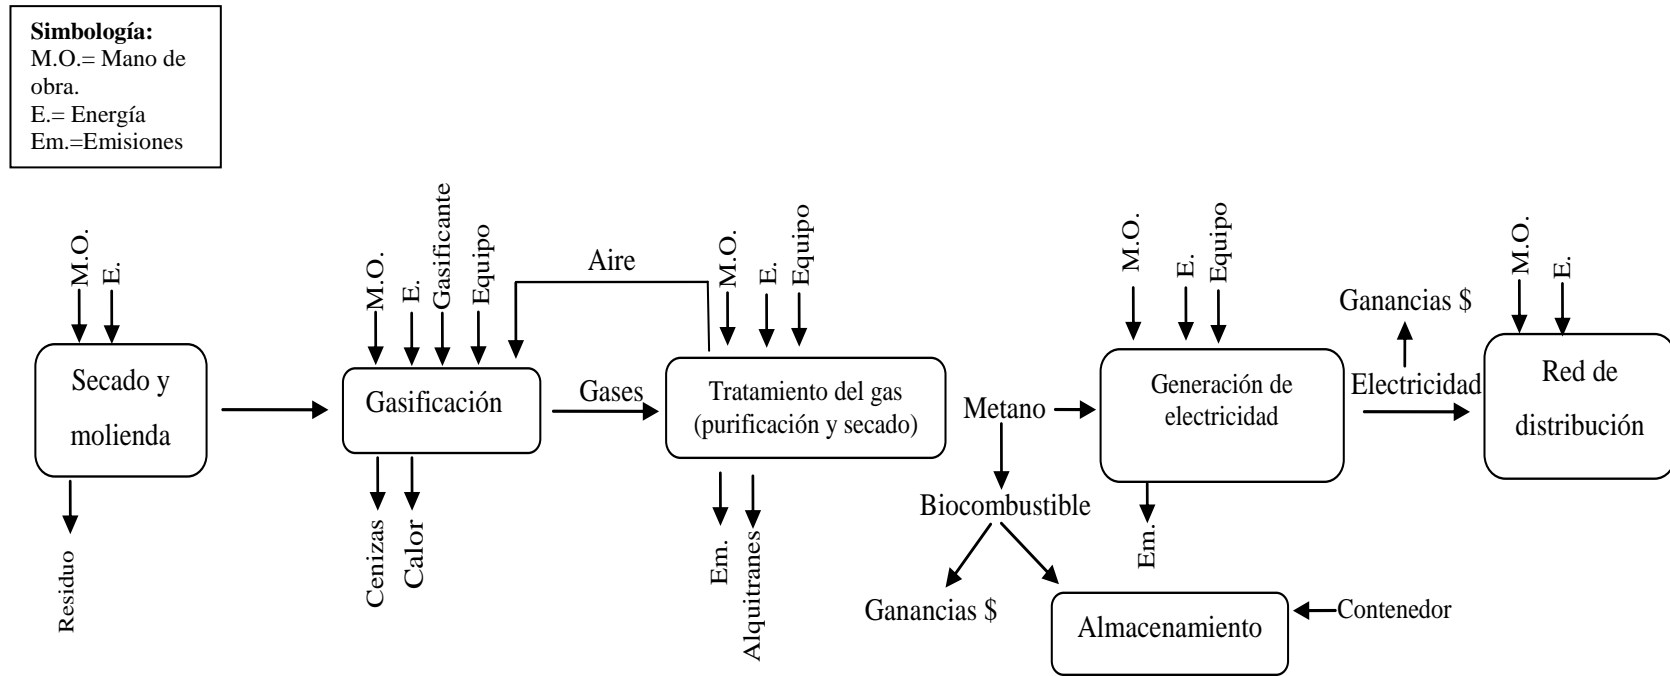 Simbología:
M.O.= Mano de
obra.
E.= Energía
Em.=Emisiones
M.O.
E.
Secado y
molienda
Residuo
M.O.
E.
Gasificante
Equipo
Aire
Gasificación
Cenizas
Calor
Gases
M.O.
E.
Equipo
Tratamiento del gas
(purificación y secado)
Em.
Alquitranes
Metano
Biocombustible
Ganancias $
Almacenamiento
Contenedor
M.O.
E.
Equipo
Generación de
electricidad
Em.
Ganancias $
Electricidad
M.O.
E.
Red de
distribución